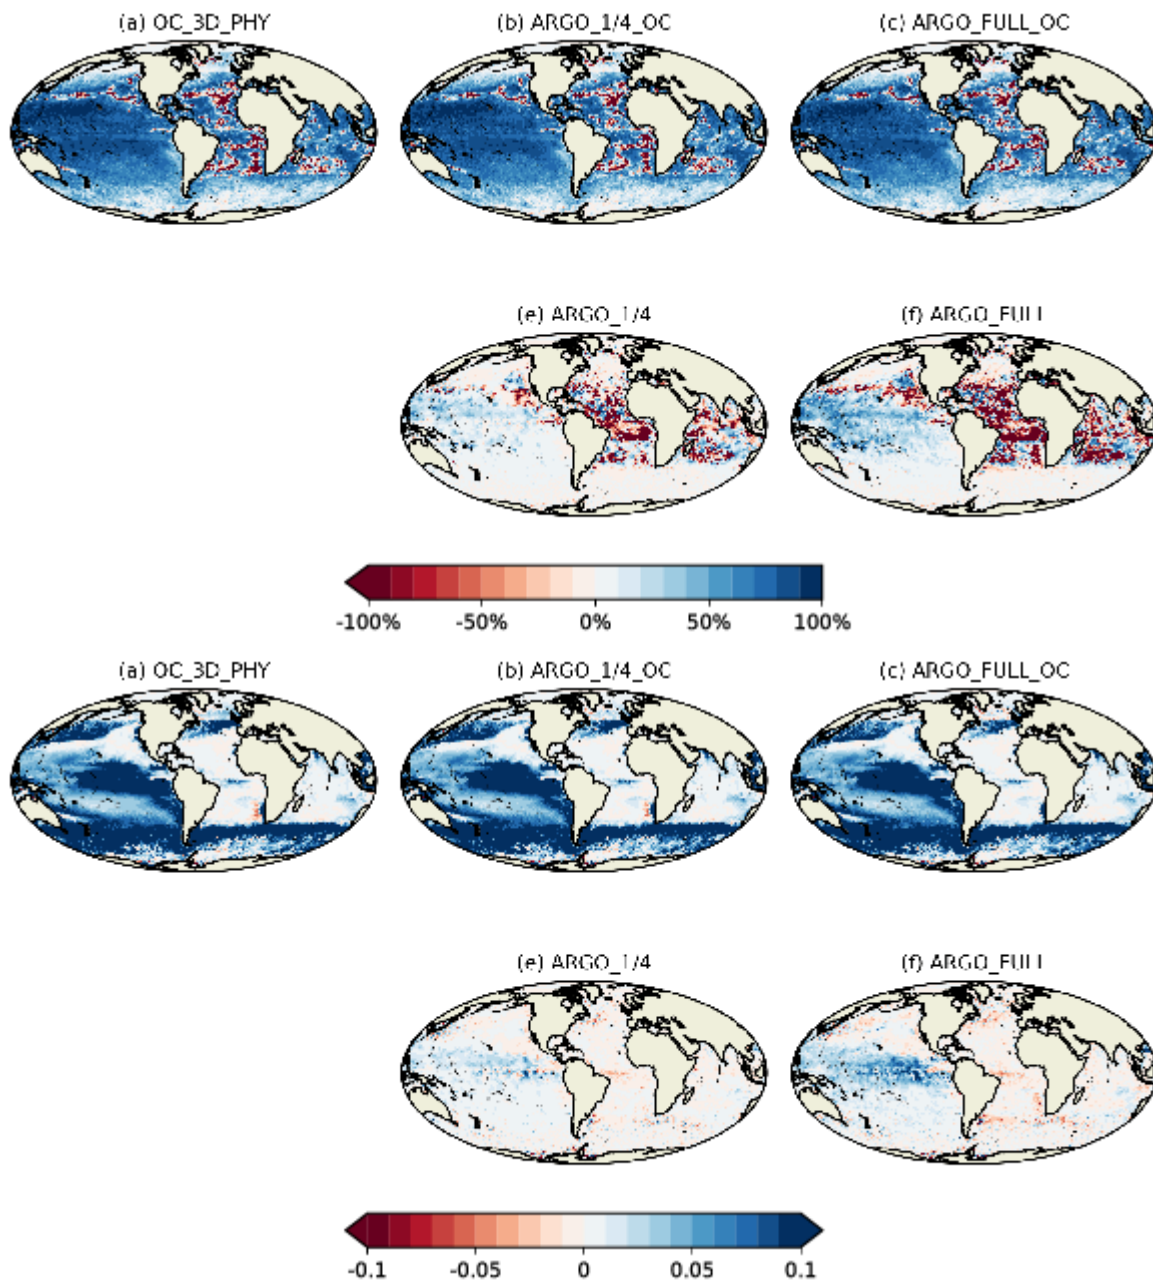 (a) OC_3D_PHY (b) ARGO_1/4_OC (c) ARGO_FULL_OC
(e) ARGO_1/4 (f) ARGO_FULL
-100% -50% 0% 50% 100%
(a) OC_3D_PHY (b) ARGO_1/4_OC (c) ARGO_FULL_OC
(e) ARGO_1/4 (f) ARGO_FULL
-0.1 -0.05 0 0.05 0.1